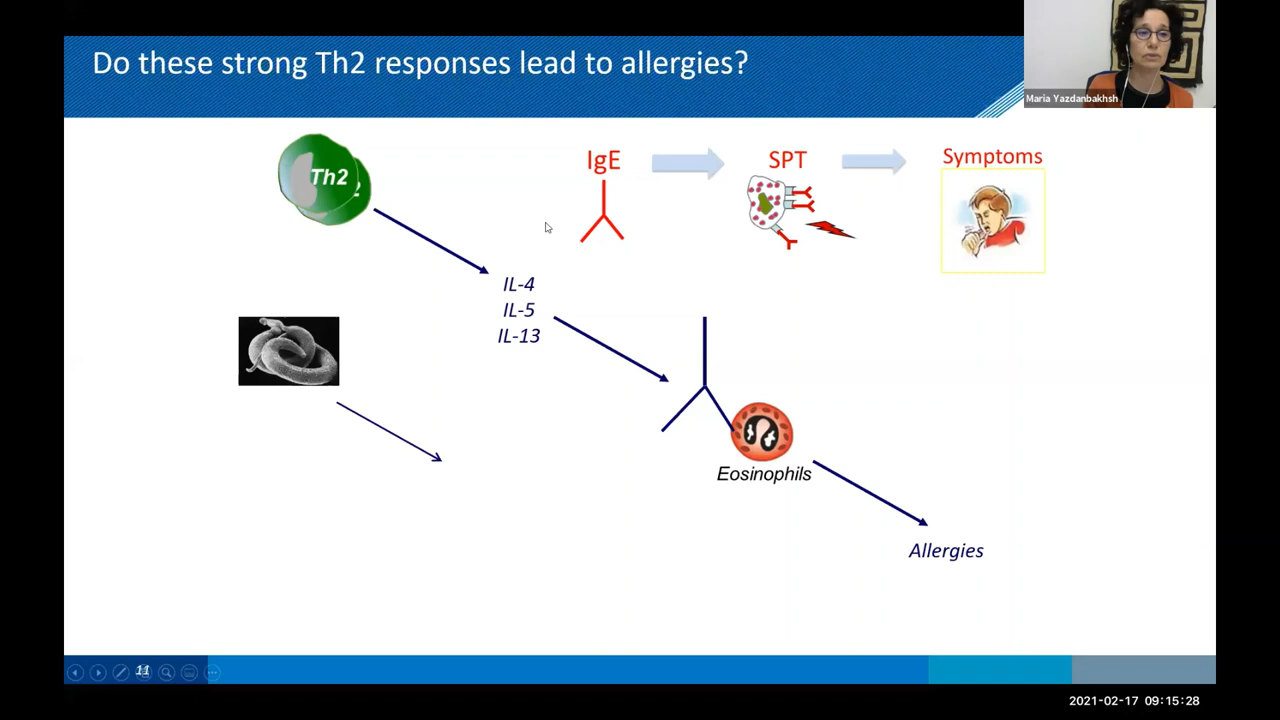 Do these strong Th2 responses lead to allergies?
Maria Yazdanbakhsh
IgE
SPT
Symptoms
Th2
2
IL-4
IL-5
IL-13
Eosinophils
Allergies
11
2021-02-17 09:15:28